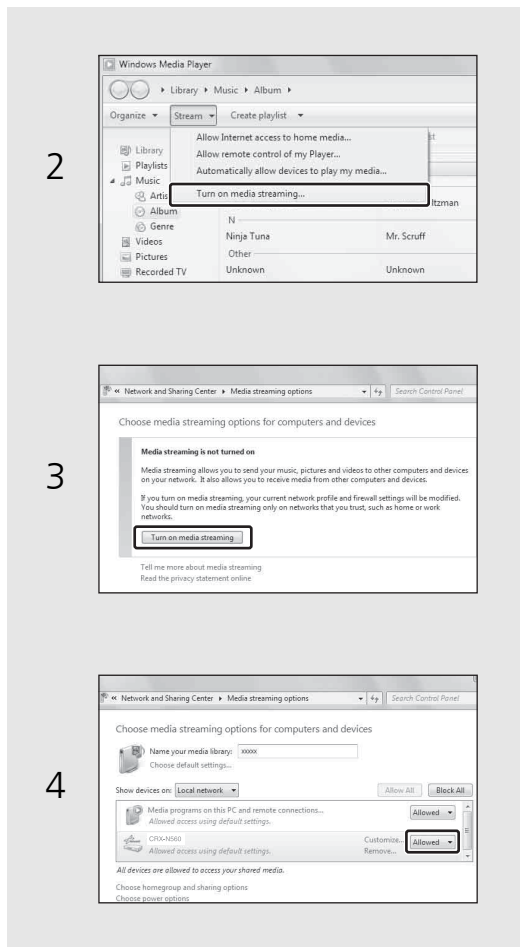 2
Windows Media Player
Library Music Album
Organize Stream Create playlist
Allow Internet access to home media...
Allow remote control of my Player...
Automatically allow devices to play my media...
Turn on media streaming...
Library
Playlists
Music
Artis
Album
Genre
Videos
Pictures
Recorded TV
ltzman
N
Ninja Tuna Mr. Scruff
Other
Unknown Unknown
3
« Network and Sharing Center Media streaming options Search Control Panel
Choose media streaming options for computers and devices
Media streaming is not turned on
Media streaming allows you to send your music, pictures and videos to other computers and devices
on your network. It also allows you to receive media from other computers and devices.
If you turn on media streaming, your current network profile and firewall settings will be modified.
You should turn on media streaming only on networks that you trust, such as home or work
networks.
Turn on media streaming
Tell me more about media streaming
Read the privacy statement online
4
« Network and Sharing Center Media streaming options Search Control Panel
Choose media streaming options for computers and devices
Name your media library: xxxxx
Choose default settings...
Show devices on: Local network Allow All Block All
Media programs on this PC and remote connections... Allowed
Allowed access using default settings.
CRX-N560 Customize... Allowed
Allowed access using default settings. Remove...
All devices are allowed to access your shared media.
Choose homegroup and sharing options
Choose power options